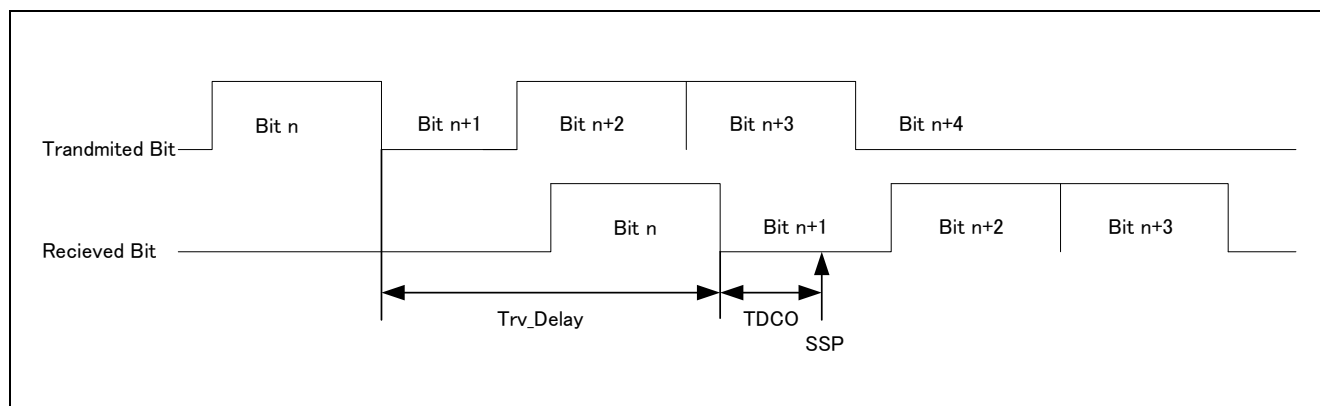 Bit n Bit n+1 Bit n+2 Bit n+3 Bit n+4
Trandmited Bit
Bit n Bit n+1 Bit n+2 Bit n+3
Recieved Bit
Trv_Delay TDCO
SSP